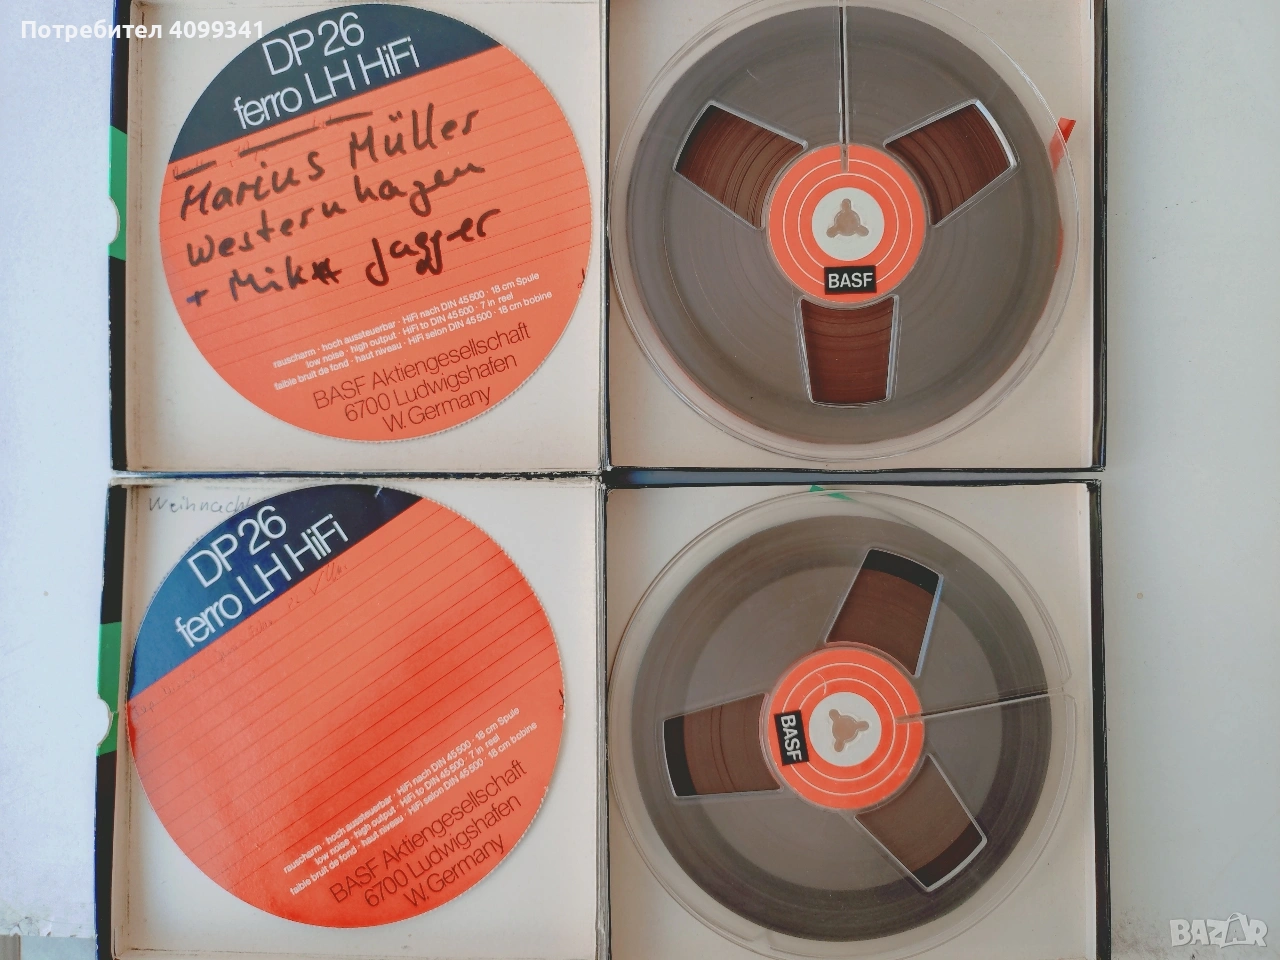 Потребител 4099341
DP 26
ferro LH HiFi
Marius Müller
Westernhagen
+ Mik Jagger
rauscharm · hoch aussteuerbar · HiFi nach DIN 45 500 · 18 cm Spule
low noise · high output · HiFi to DIN 45 500 · 7 in reel
faible bruit de fond · haut niveau · HiFi selon DIN 45 500 · 18 cm bobine
BASF Aktiengesellschaft
6700 Ludwigshafen
W. Germany
BASF
Weihnacht
DP 26
ferro LH HiFi
rauscharm · hoch aussteuerbar · HiFi nach DIN 45 500 · 18 cm Spule
low noise · high output · HiFi to DIN 45 500 · 7 in reel
faible bruit de fond · haut niveau · HiFi selon DIN 45 500 · 18 cm bobine
BASF Aktiengesellschaft
6700 Ludwigshafen
W. Germany
BASF
BAZAR